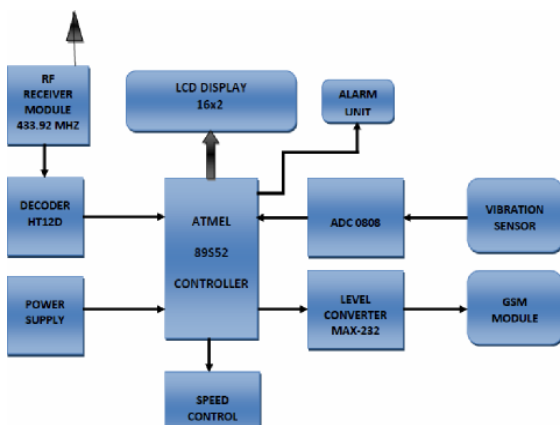 RF
RECEIVER
MODULE
433.92 MHZ
LCD DISPLAY
16x2
ALARM
UNIT
DECODER
HT12D
ATMEL
89S52
CONTROLLER
ADC 0808
VIBRATION
SENSOR
POWER
SUPPLY
LEVEL
CONVERTER
MAX-232
GSM
MODULE
SPEED
CONTROL